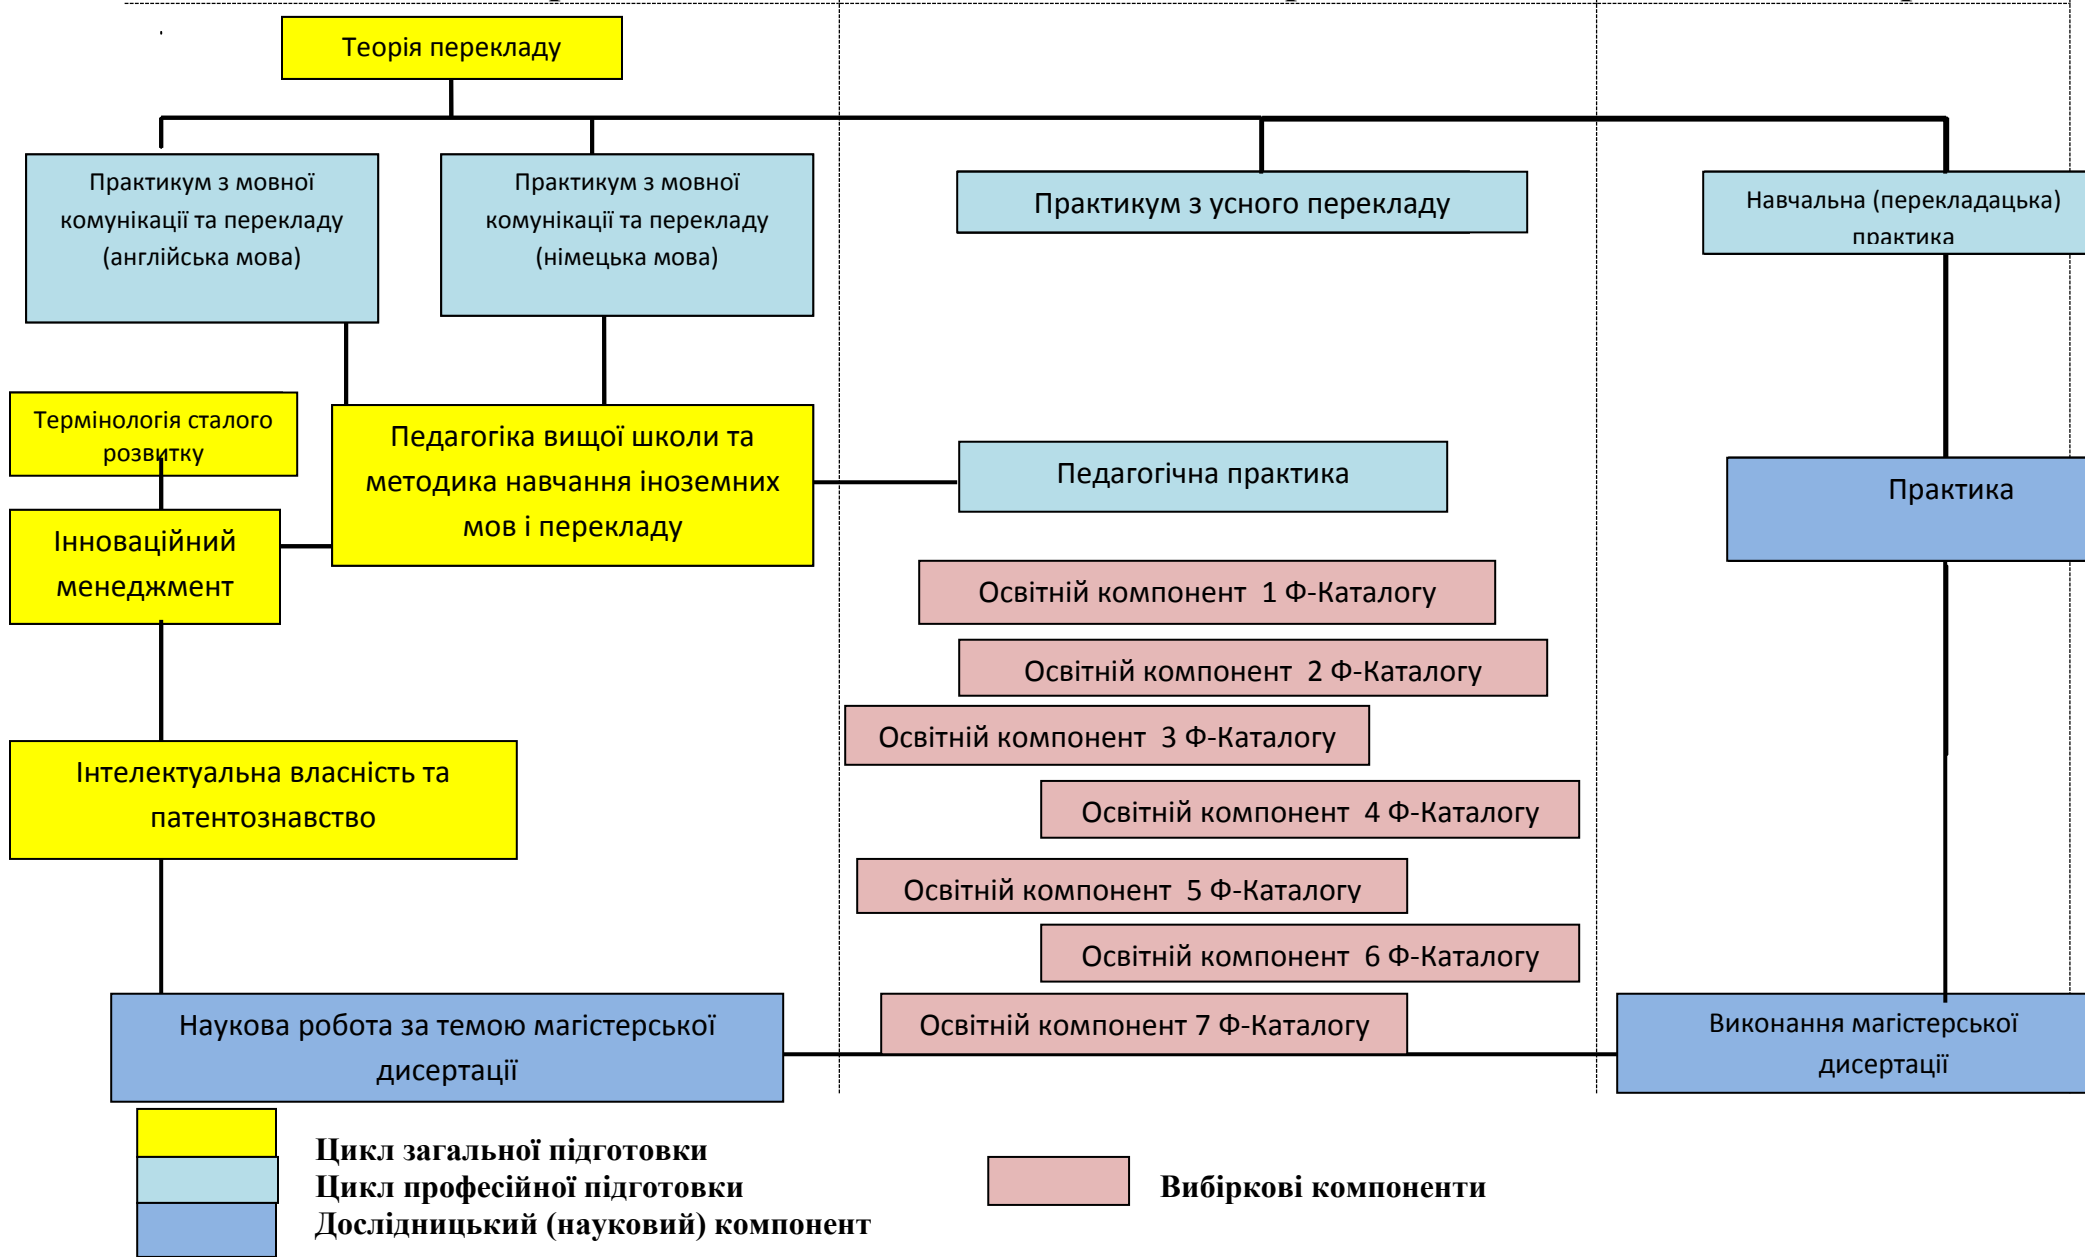 Теорія перекладу
Практикум з мовної
комунікації та перекладу
(англійська мова)
Практикум з мовної
комунікації та перекладу
(німецька мова)
Практикум з усного перекладу
Навчальна (перекладацька)
практика
Термінологія сталого
розвитку
Педагогіка вищої школи та
методика навчання іноземних
мов і перекладу
Педагогічна практика
Практика
Інноваційний
менеджмент
Освітній компонент 1 Ф-Каталогу
Освітній компонент 2 Ф-Каталогу
Освітній компонент 3 Ф-Каталогу
Інтелектуальна власність та
патентознавство
Освітній компонент 4 Ф-Каталогу
Освітній компонент 5 Ф-Каталогу
Освітній компонент 6 Ф-Каталогу
Наукова робота за темою магістерської
дисертації
Освітній компонент 7 Ф-Каталогу
Виконання магістерської
дисертації
Цикл загальної підготовки
Цикл професійної підготовки
Дослідницький (науковий) компонент
Вибіркові компоненти